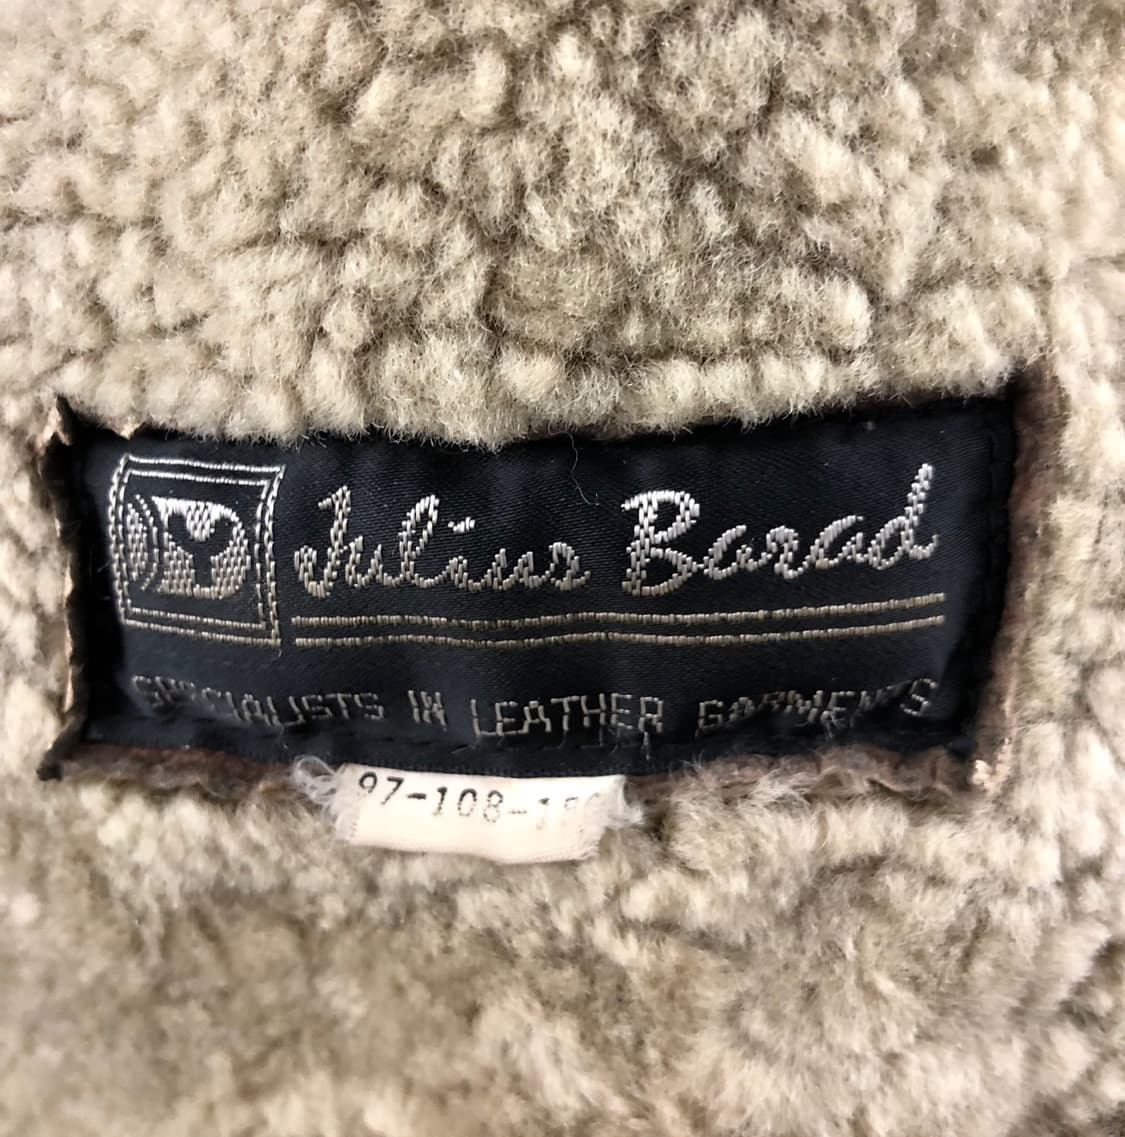 Julius Barad
SPECIALISTS IN LEATHER GARMENTS